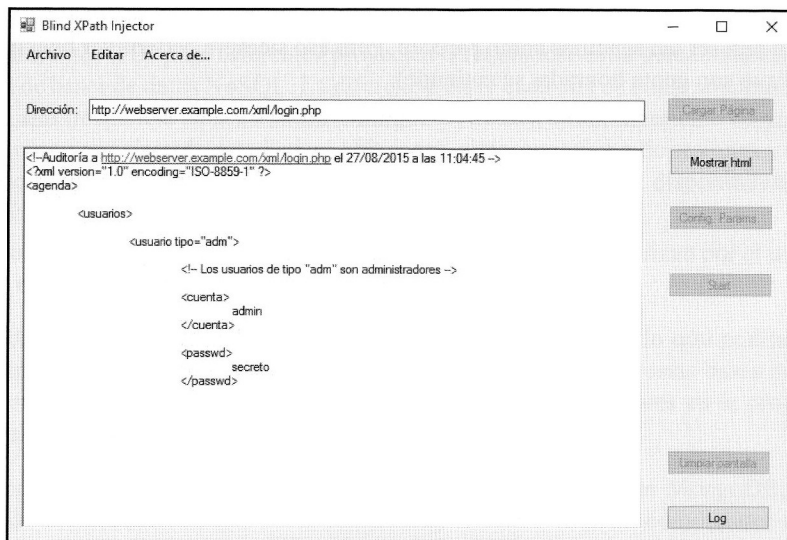 Blind XPath Injector
Archivo Editar Acerca de...
Dirección: http://webserver.example.com/xml/login.php
Cargar Página
<!--Auditoría a http://webserver.example.com/xml/login.php el 27/08/2015 a las 11:04:45 -->
<?xml version="1.0" encoding="ISO-8859-1" ?>
Mostrar html
<agenda>
<usuarios>
Config. Params.
<usuario tipo="adm">
<!-- Los usuarios de tipo "adm" son administradores -->
Start
<cuenta>
admin
</cuenta>
<passwd>
secreto
</passwd>
Limpiar pantalla
Log